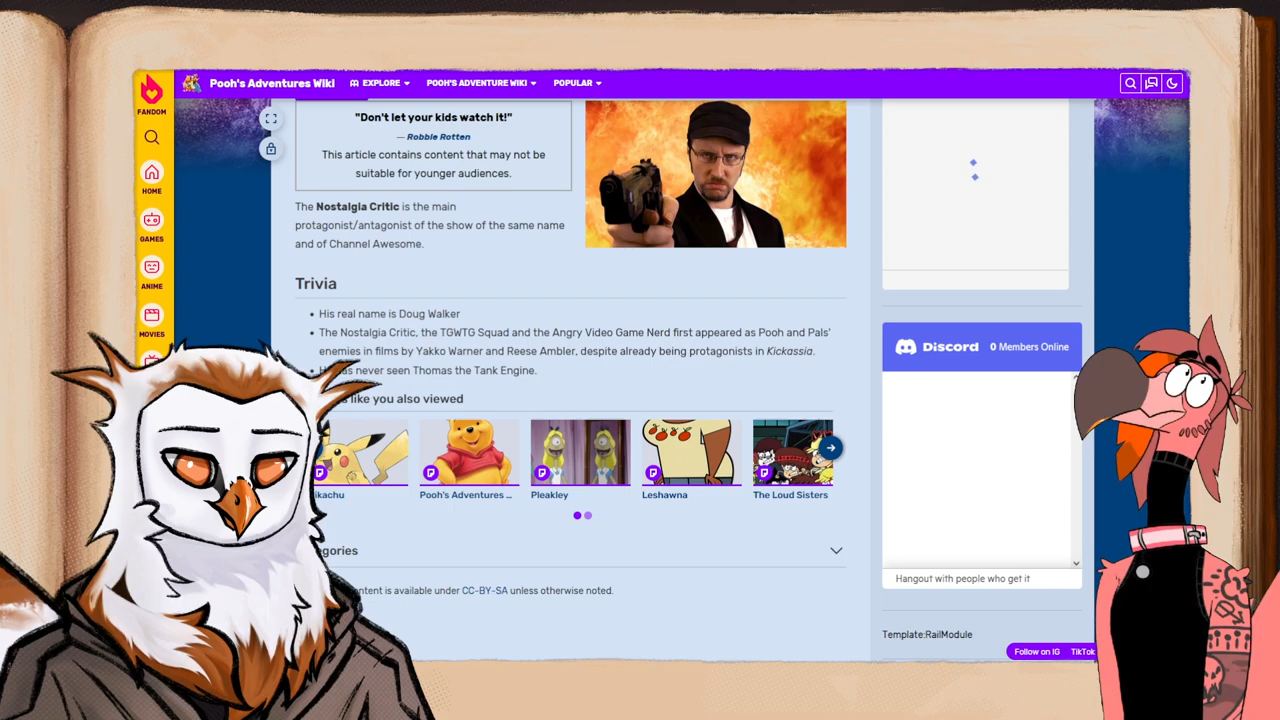 FANDOM
HOME
GAMES
ANIME
MOVIES
Pooh's Adventures Wiki
EXPLORE
POOH'S ADVENTURE WIKI
POPULAR
"Don't let your kids watch it!"
— Robbie Rotten
This article contains content that may not be
suitable for younger audiences.
The Nostalgia Critic is the main
protagonist/antagonist of the show of the same name
and of Channel Awesome.
Trivia
His real name is Doug Walker
The Nostalgia Critic, the TGWTG Squad and the Angry Video Game Nerd first appeared as Pooh and Pals'
enemies in films by Yakko Warner and Reese Ambler, despite already being protagonists in Kickassia.
has never seen Thomas the Tank Engine.
like you also viewed
ikachu
Pooh's Adventures ...
Pleakley
Leshawna
The Loud Sisters
egories
ntent is available under CC-BY-SA unless otherwise noted.
Discord
0 Members Online
Hangout with people who get it
Template:RailModule
Follow on IG
TikTok